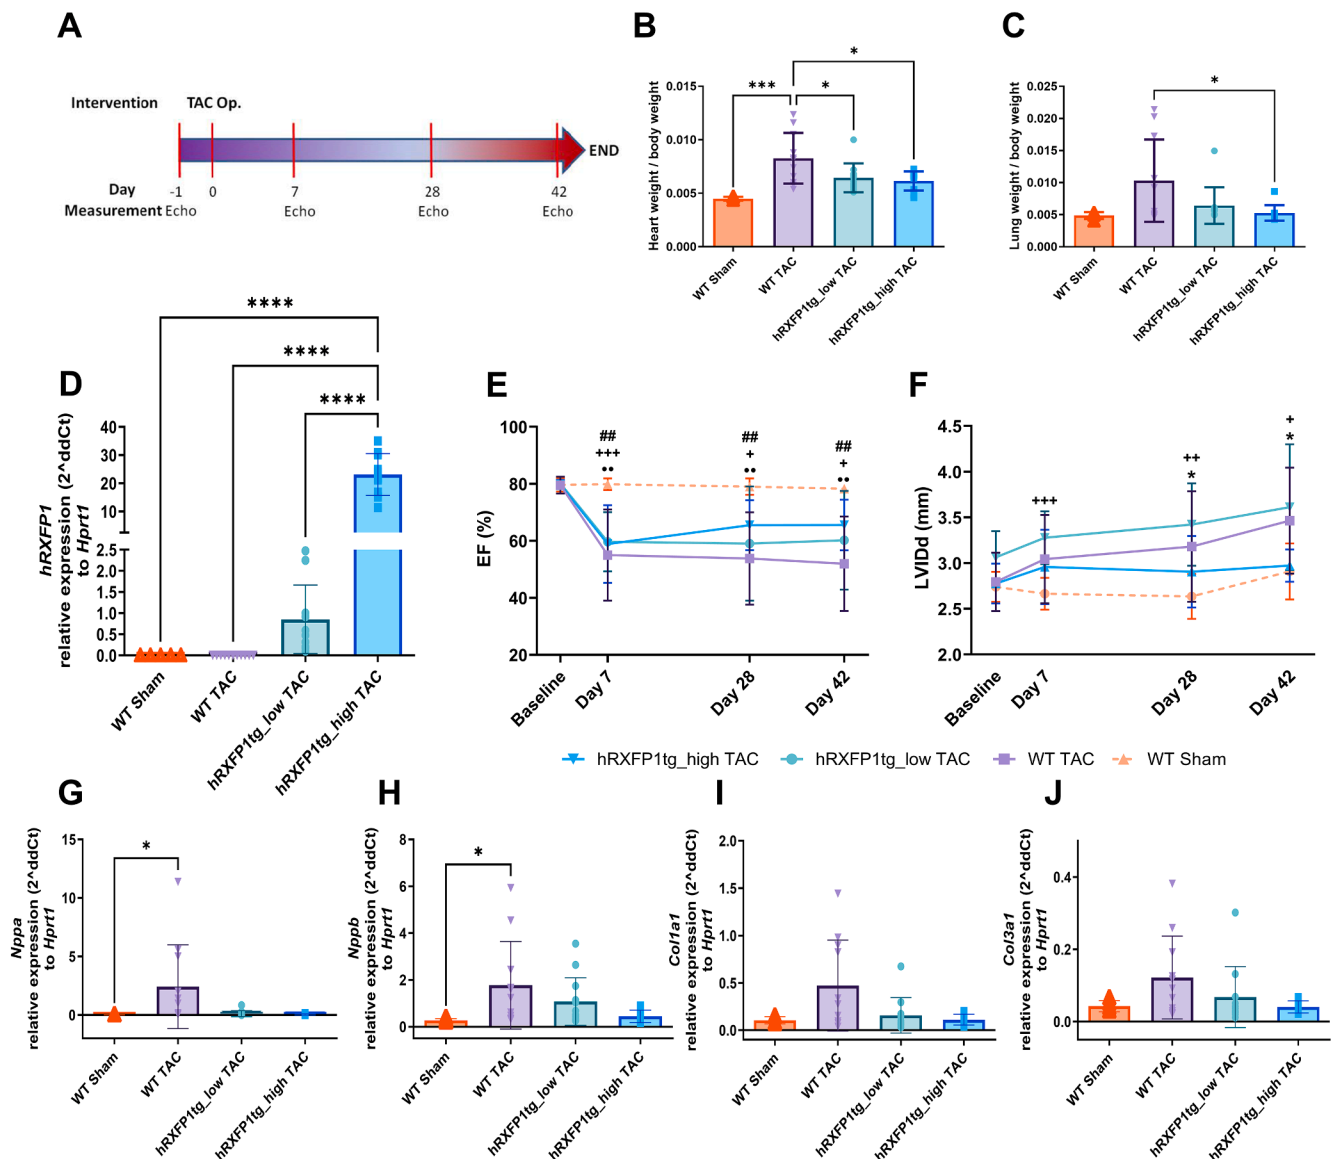 A
Intervention TAC Op.
END
Day -1 0 7 28 42
Measurement Echo Echo Echo Echo
B
Heart weight / body weight
0.015
0.010
0.005
0.000
***
*
*
WT Sham
WT TAC
hRXFP1tg_low TAC
hRXFP1tg_high TAC
C
Lung weight / body weight
0.025
0.020
0.015
0.010
0.005
0.000
*
WT Sham
WT TAC
hRXFP1tg_low TAC
hRXFP1tg_high TAC
D
hRXFP1
relative expression (2^ddCt)
to Hprt1
40
30
20
10
2.5
2.0
1.5
1.0
0.5
0.0
****
****
****
WT Sham
WT TAC
hRXFP1tg_low TAC
hRXFP1tg_high TAC
E
EF (%)
100
80
60
40
20
##
+++
••
##
+
••
##
+
••
Baseline
Day 7
Day 28
Day 42
F
LVIDd (mm)
4.5
4.0
3.5
3.0
2.5
2.0
+++
++
*
+
*
Baseline
Day 7
Day 28
Day 42
hRXFP1tg_high TAC hRXFP1tg_low TAC WT TAC WT Sham
G
Nppa
relative expression (2^ddCt)
to Hprt1
15
10
5
0
*
WT Sham
WT TAC
hRXFP1tg_low TAC
hRXFP1tg_high TAC
H
Nppb
relative expression (2^ddCt)
to Hprt1
8
6
4
2
0
*
WT Sham
WT TAC
hRXFP1tg_low TAC
hRXFP1tg_high TAC
I
Col1a1
relative expression (2^ddCt)
to Hprt1
2.0
1.5
1.0
0.5
0.0
WT Sham
WT TAC
hRXFP1tg_low TAC
hRXFP1tg_high TAC
J
Col3a1
relative expression (2^ddCt)
to Hprt1
0.4
0.2
0.0
WT Sham
WT TAC
hRXFP1tg_low TAC
hRXFP1tg_high TAC